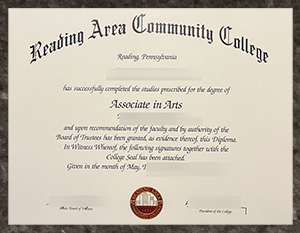 Reading Area Community College
Reading, Pennsylvania
has successfully completed the studies prescribed for the degree of
Associate in Arts
and upon recommendation of the faculty and by authority of the
Board of Trustees has been granted, as evidence thereof, this Diploma.
In Witness Whereof, the following signatures together with the
College Seal has been attached.
Given in the month of May,
President of the College